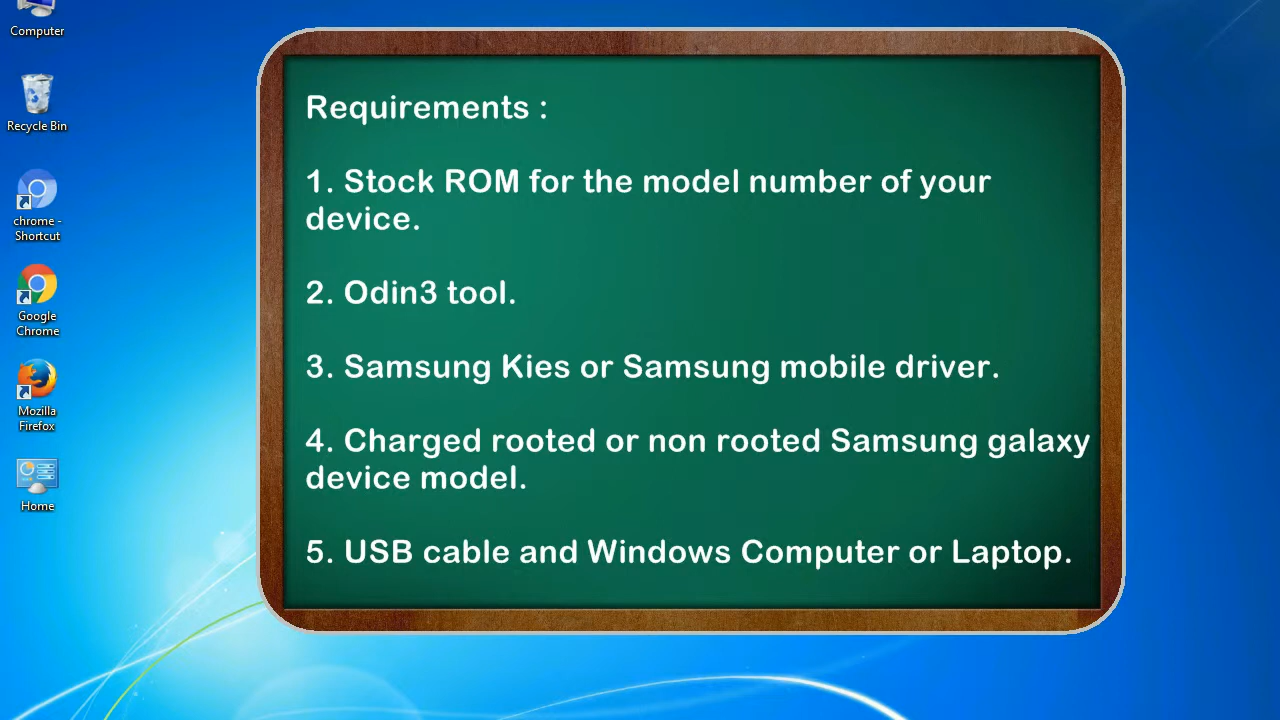 Computer
Recycle Bin
chrome -
Shortcut
Google
Chrome
Mozilla
Firefox
Home
Requirements :
1. Stock ROM for the model number of your
device.
2. Odin3 tool.
3. Samsung Kies or Samsung mobile driver.
4. Charged rooted or non rooted Samsung galaxy
device model.
5. USB cable and Windows Computer or Laptop.